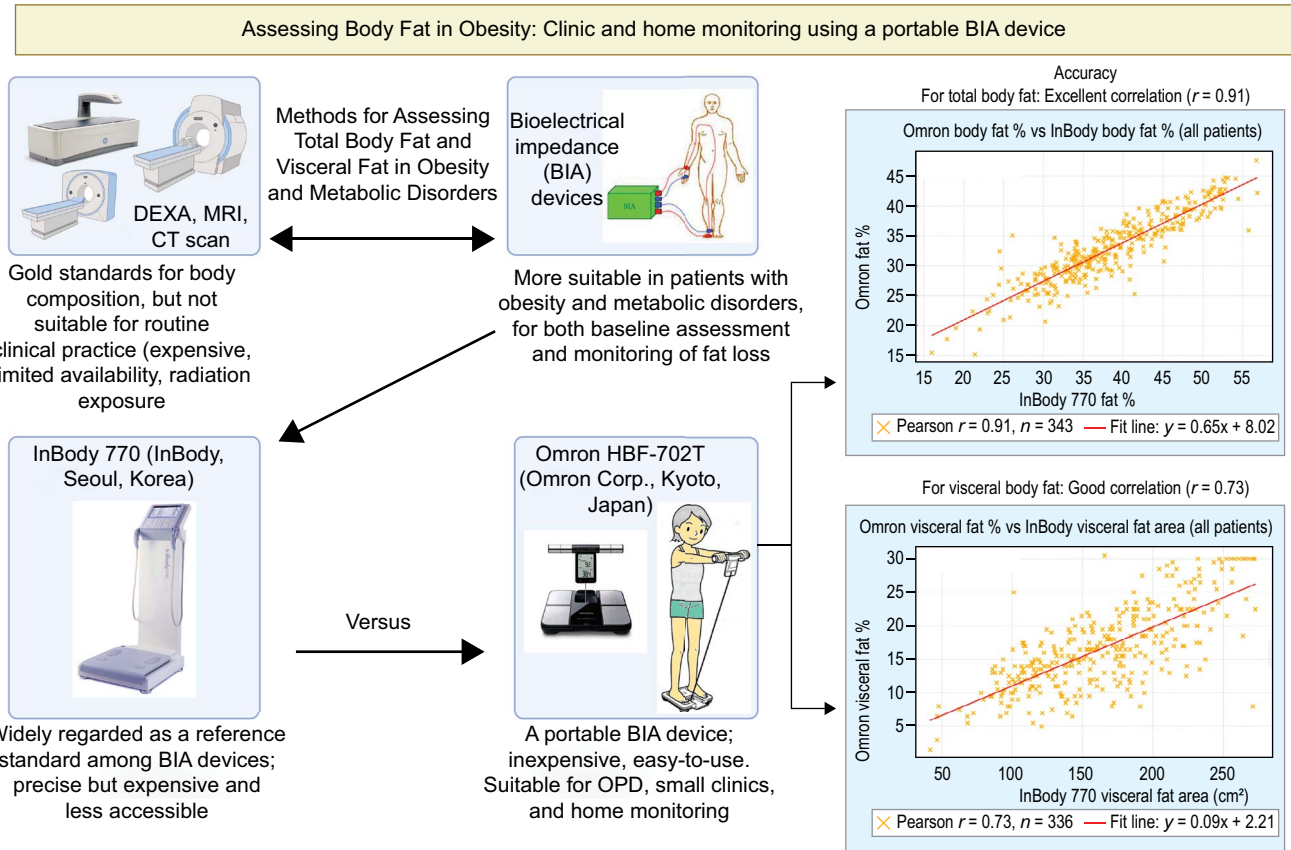 Assessing Body Fat in Obesity: Clinic and home monitoring using a portable BIA device
DEXA, MRI,
CT scan
Gold standards for body
composition, but not
suitable for routine
clinical practice (expensive,
limited availability, radiation
exposure
Methods for Assessing
Total Body Fat and
Visceral Fat in Obesity
and Metabolic Disorders
Bioelectrical
impedance
(BIA)
devices
BIA
More suitable in patients with
obesity and metabolic disorders,
for both baseline assessment
and monitoring of fat loss
InBody 770 (InBody,
Seoul, Korea)
Widely regarded as a reference
standard among BIA devices;
precise but expensive and
less accessible
Versus
Omron HBF-702T
(Omron Corp., Kyoto,
Japan)
A portable BIA device;
inexpensive, easy-to-use.
Suitable for OPD, small clinics,
and home monitoring
Accuracy
For total body fat: Excellent correlation (r = 0.91)
Omron body fat % vs InBody body fat % (all patients)
Omron fat %
45
40
35
30
25
20
15
15 20 25 30 35 40 45 50 55
InBody 770 fat %
Pearson r = 0.91, n = 343 Fit line: y = 0.65x + 8.02
For visceral body fat: Good correlation (r = 0.73)
Omron visceral fat % vs InBody visceral fat area (all patients)
Omron visceral fat %
30
25
20
15
10
5
50 100 150 200 250
InBody 770 visceral fat area (cm²)
Pearson r = 0.73, n = 336 Fit line: y = 0.09x + 2.21